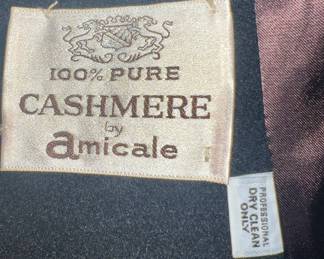 100% PURE
CASHMERE
by
amicale
PROFESSIONAL
DRY CLEAN
ONLY